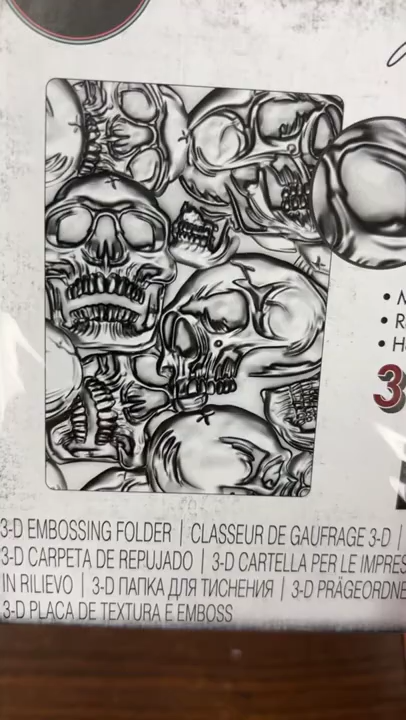 3-D EMBOSSING FOLDER | CLASSEUR DE GAUFRAGE 3-D |
3-D CARPETA DE REPUJADO | 3-D CARTELLA PER LE IMPRES
IN RILIEVO | 3-D ПАПКА ДЛЯ ТИСНЕНИЯ | 3-D PRÄGEORDNE
3-D PLACA DE TEXTURA E EMBOSS
3